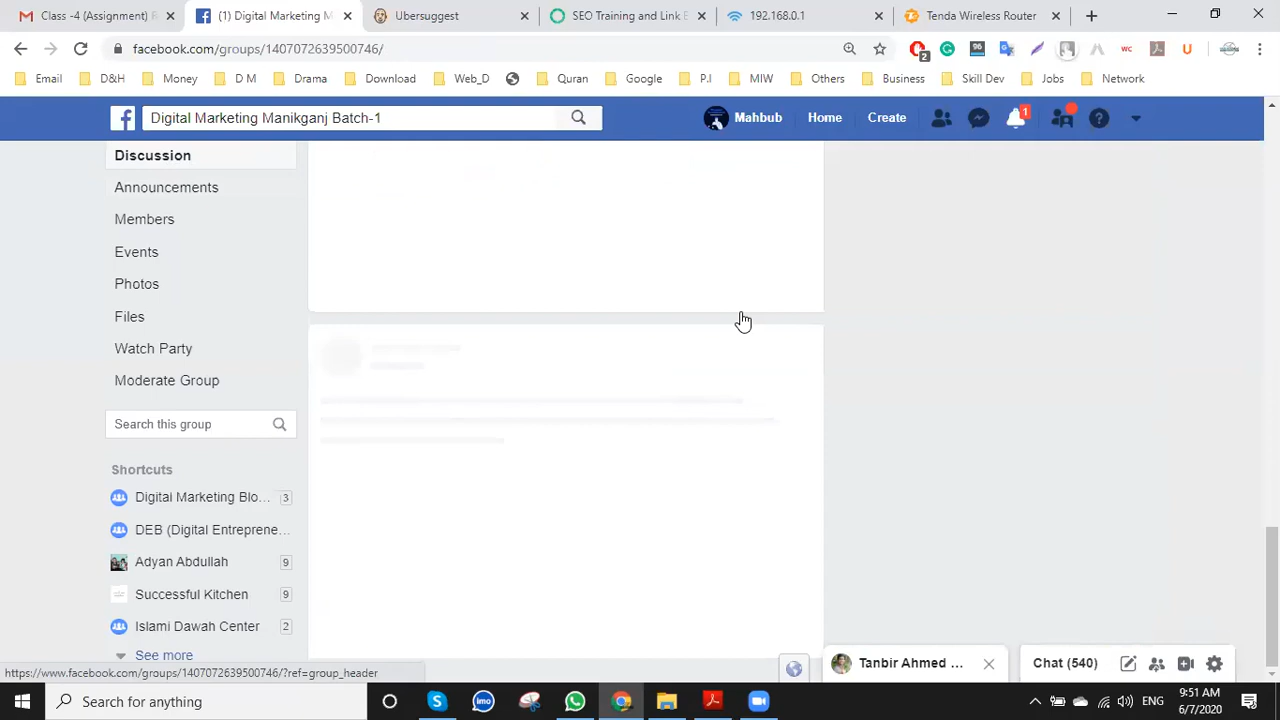 Class -4 (Assignment) R
(1) Digital Marketing M
Ubersuggest
SEO Training and Link E
192.168.0.1
Tenda Wireless Router
facebook.com/groups/1407072639500746/
2
96
WC
U
Email
D&H
Money
D M
Drama
Download
Web_D
Quran
Google
P.I
MIW
Others
Business
Skill Dev
Jobs
Network
Digital Marketing Manikganj Batch-1
Mahbub
Home
Create
1
Discussion
Announcements
Members
Events
Photos
Files
Watch Party
Moderate Group
Search this group
Shortcuts
Digital Marketing Blo... 3
DEB (Digital Entreprene...
Adyan Abdullah 9
Successful Kitchen 9
Islami Dawah Center 2
See more
Tanbir Ahmed ...
Chat (540)
https://www.facebook.com/groups/1407072639500746/?ref=group_header
Search for anything
ENG
9:51 AM
6/7/2020